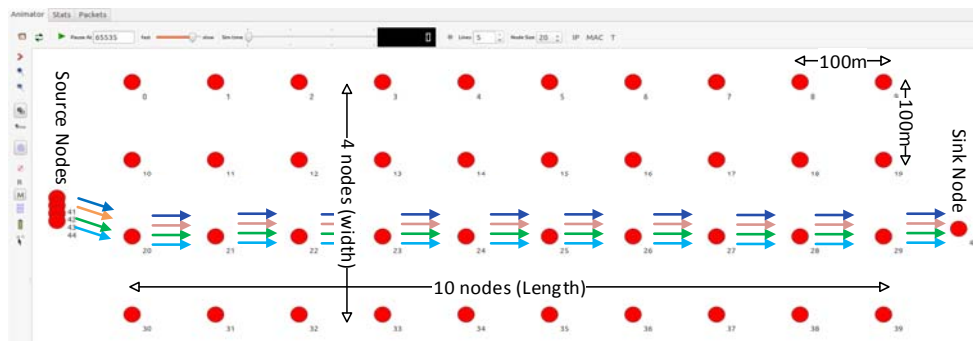 Animator Stats Packets
Pause At 65535 fast slow Sim time 0 Lines 5 Node Size 20 IP MAC T
Source Nodes
100m
100m
0 1 2 3 4 5 6 7 8
4 nodes (width)
10 11 12 13 14 15 16 17 18 19
Sink Node
R
M
41
44
20 21 22 23 24 25 26 27 28 29
10 nodes (Length)
30 31 32 33 34 35 36 37 38 39